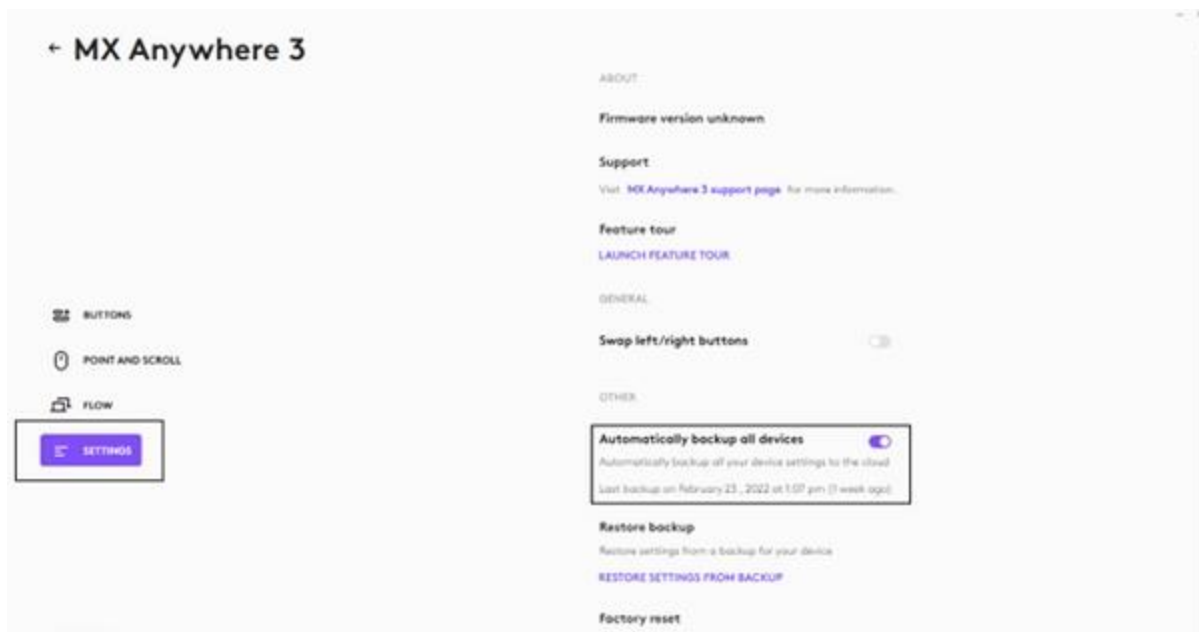 ← MX Anywhere 3
BUTTONS
POINT AND SCROLL
FLOW
SETTINGS
ABOUT
Firmware version unknown
Support
Visit MX Anywhere 3 support page for more information.
Feature tour
LAUNCH FEATURE TOUR
GENERAL
Swap left/right buttons
OTHER
Automatically backup all devices
Automatically backup all your device settings to the cloud
Last backup on February 23 , 2022 at 1:07 pm (1 week ago)
Restore backup
Restore settings from a backup for your device
RESTORE SETTINGS FROM BACKUP
Factory reset